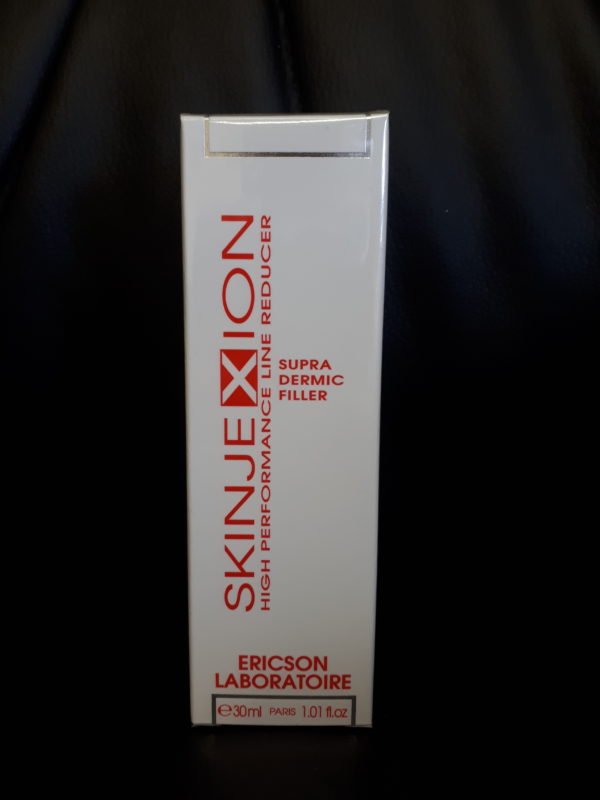 SKINJEXION
HIGH PERFORMANCE LINE REDUCER
SUPRA
DERMIC
FILLER
ERICSON
LABORATOIRE
℮30ml PARIS 1.01 fl.oz